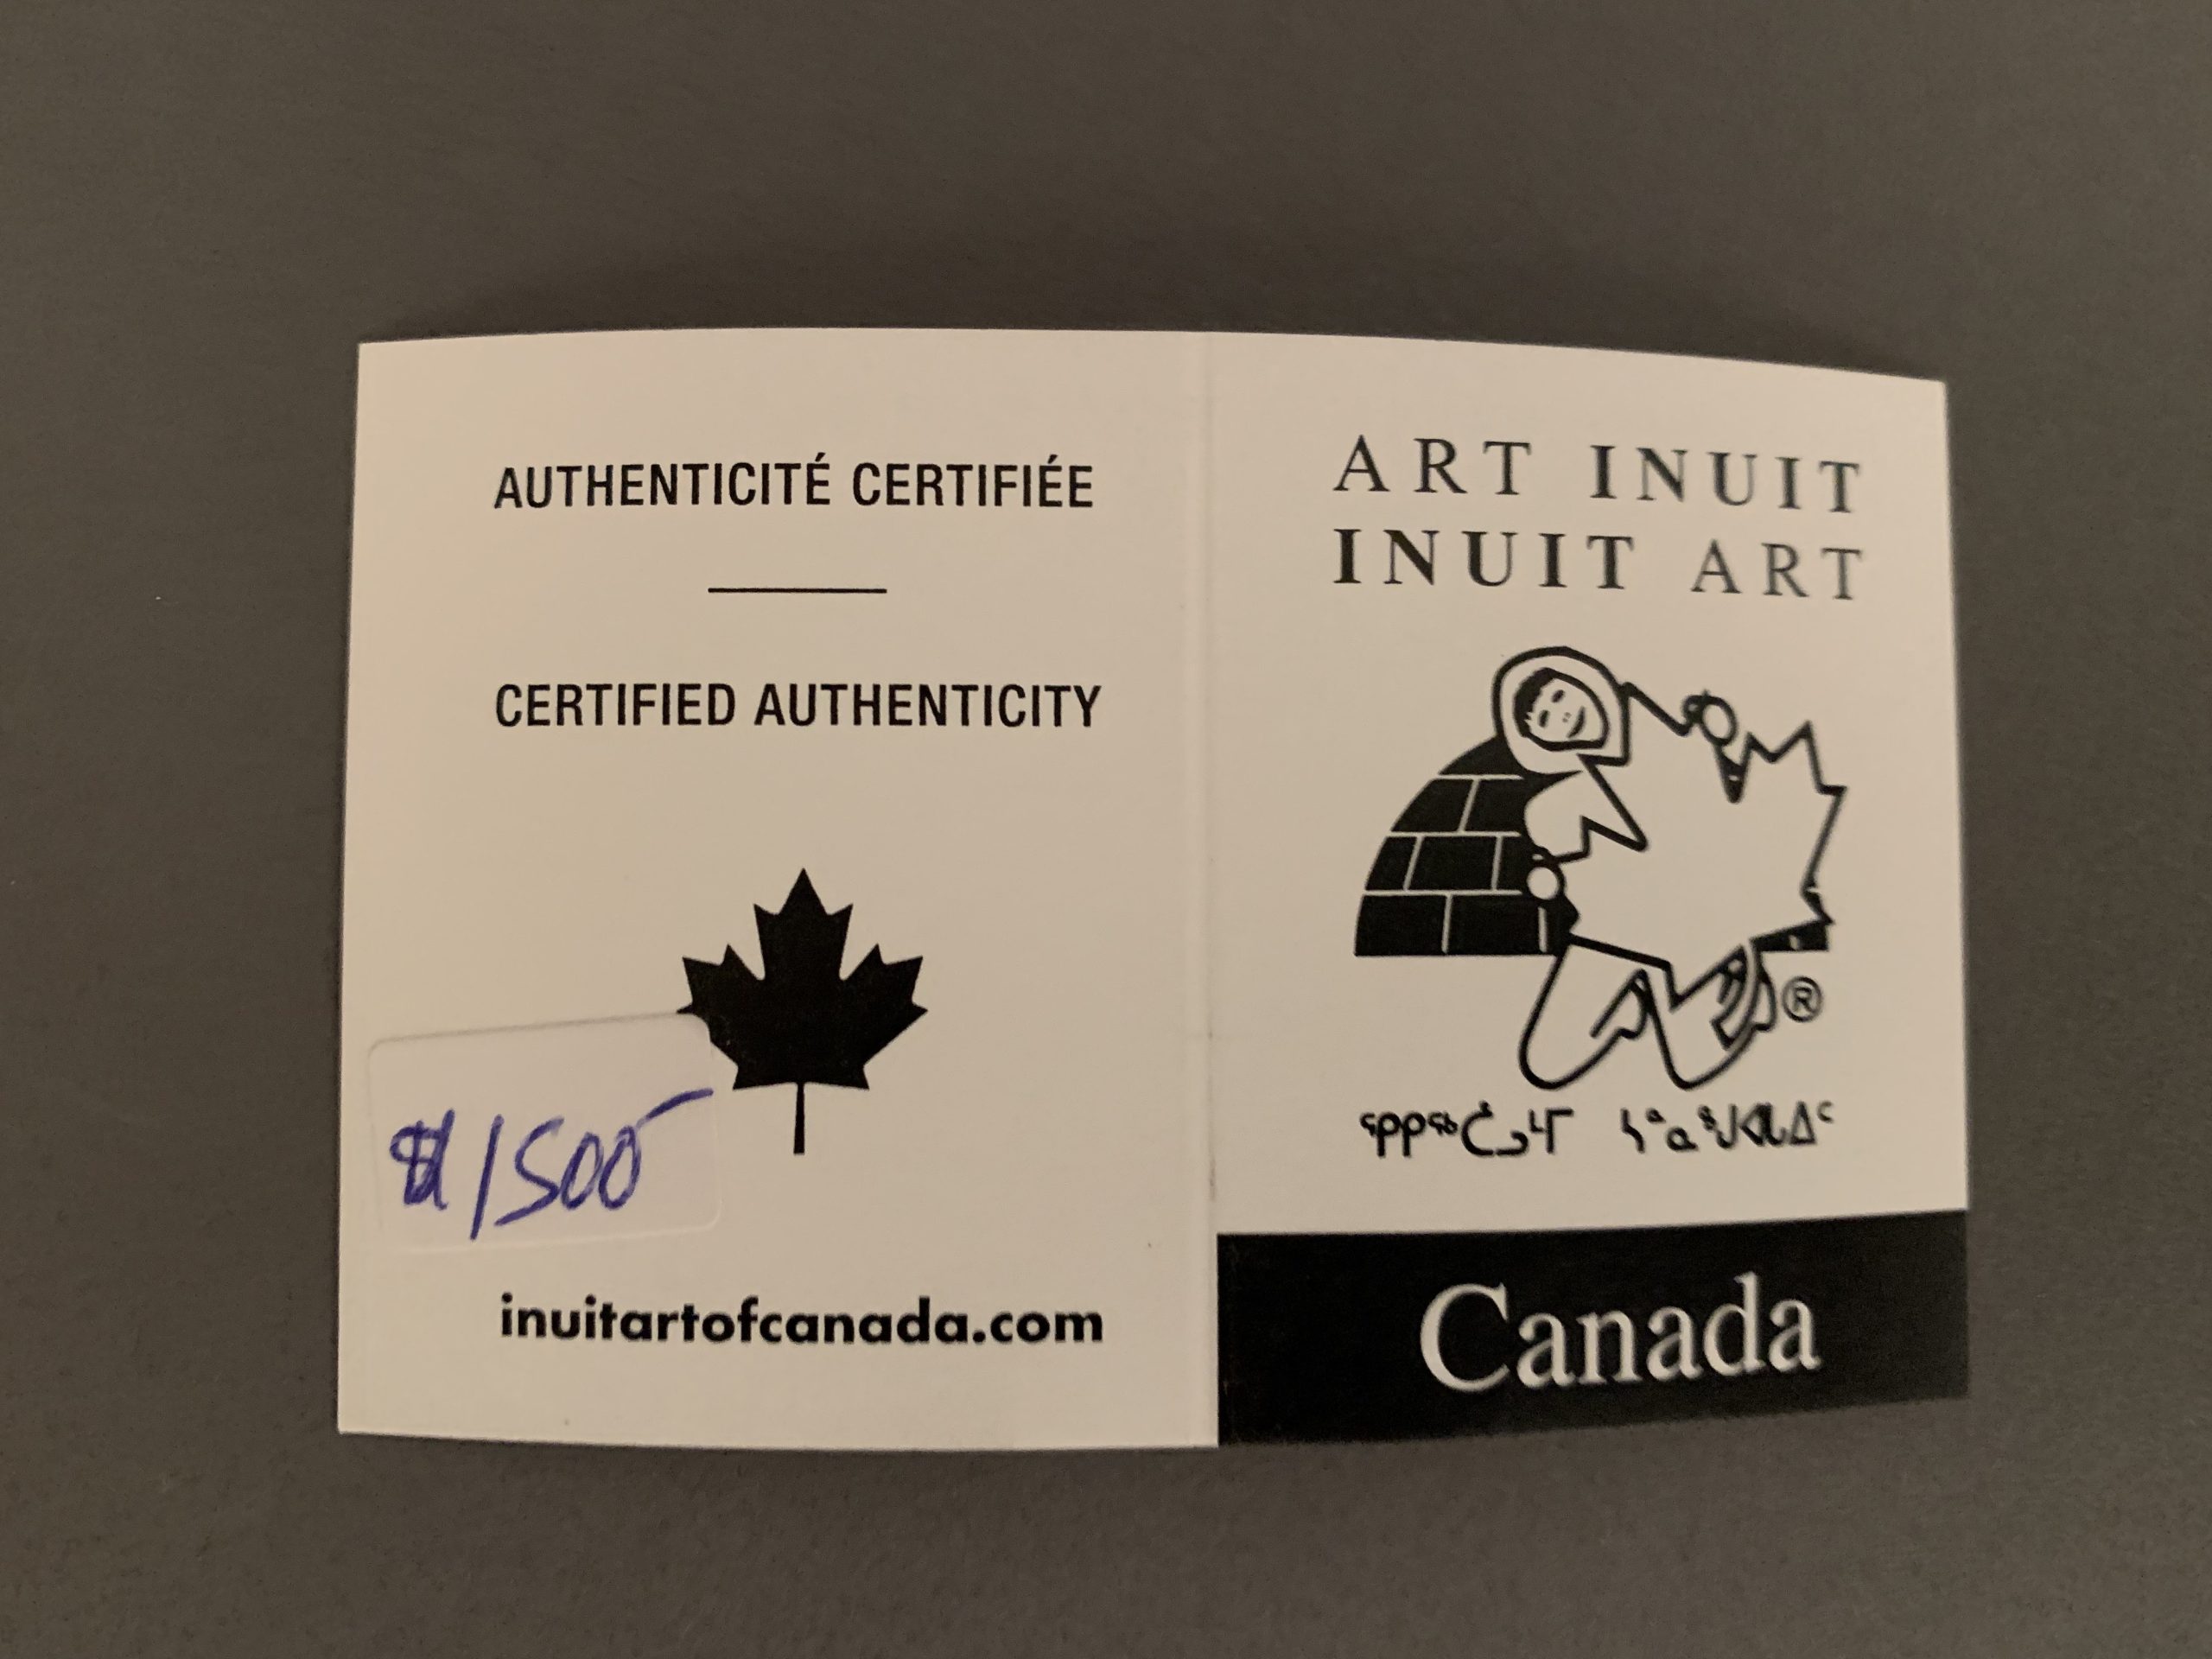 AUTHENTICITÉ CERTIFIÉE
CERTIFIED AUTHENTICITY
$1500
inuitartofcanada.com
ART INUIT
INUIT ART
®
Canada